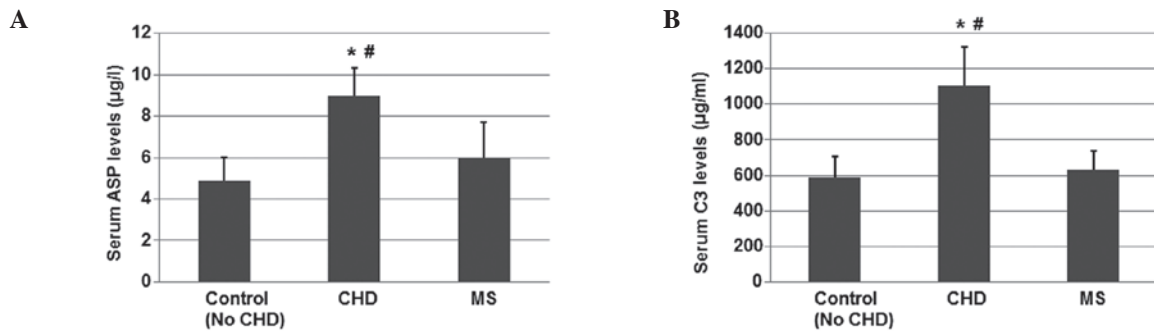 A
Serum ASP levels (µg/l)
12
10
8
6
4
2
0
* #
Control
(No CHD)
CHD
MS
B
Serum C3 levels (µg/ml)
1400
1200
1000
800
600
400
200
0
* #
Control
(No CHD)
CHD
MS